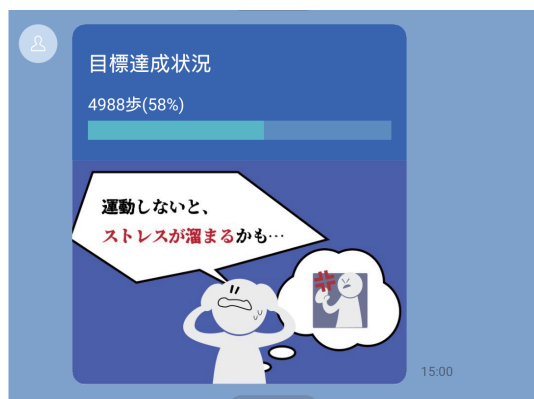 目標達成状況
4988歩(58%)
運動しないと、
ストレスが溜まるかも…
15:00